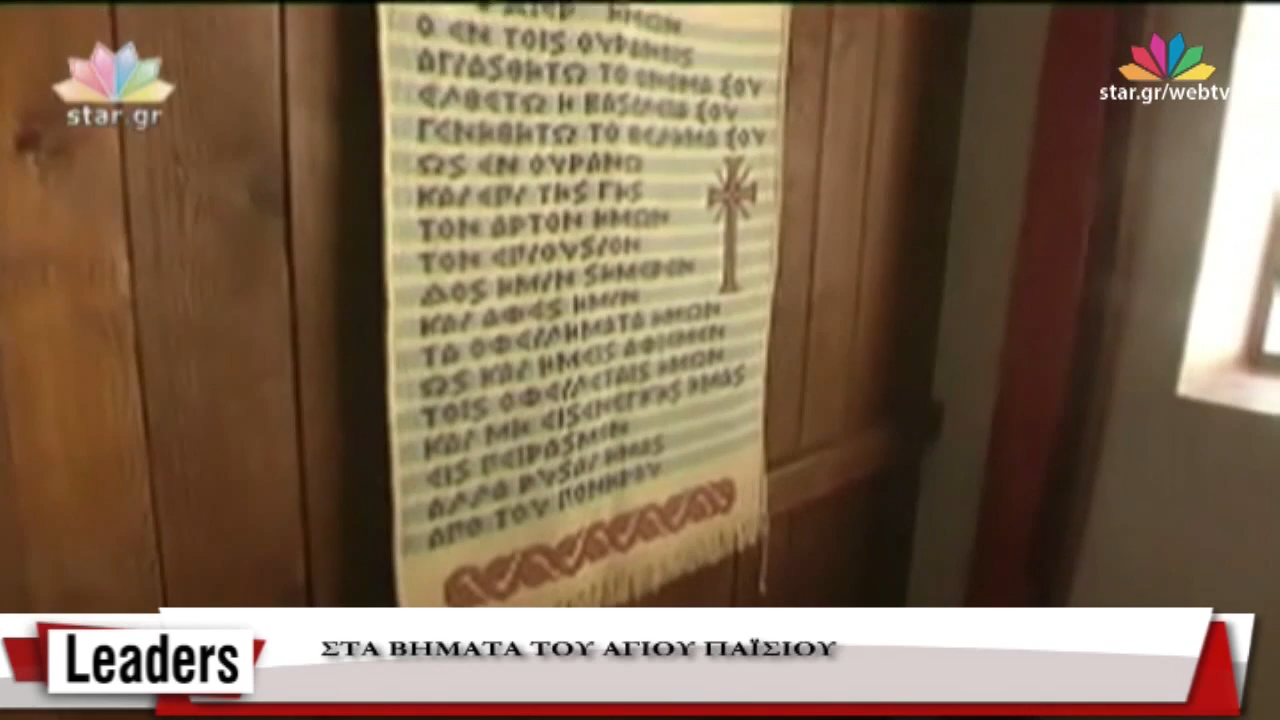 star.gr
star.gr/webtv
ΗΜΩΝ
Ο ΕΝ ΤΟΙΣ ΟΥΡΑΝΟΙΣ
ΑΓΙΑΣΘΗΤΩ ΤΟ ΟΝΟΜΑ ΣΟΥ
ΕΛΘΕΤΩ Η ΒΑΣΙΛΕΙΑ ΣΟΥ
ΓΕΝΗΘΗΤΩ ΤΟ ΘΕΛΗΜΑ ΣΟΥ
ΩΣ ΕΝ ΟΥΡΑΝΩ
ΚΑΙ ΕΠΙ ΤΗΣ ΓΗΣ
ΤΟΝ ΑΡΤΟΝ ΗΜΩΝ
ΤΟΝ ΕΠΙΟΥΣΙΟΝ
ΔΟΣ ΗΜΙΝ ΣΗΜΕΡΟΝ
ΚΑΙ ΑΦΕΣ ΗΜΙΝ
ΤΑ ΟΦΕΙΛΗΜΑΤΑ ΗΜΩΝ
ΩΣ ΚΑΙ ΗΜΕΙΣ ΑΦΙΕΜΕΝ
ΤΟΙΣ ΟΦΕΙΛΕΤΑΙΣ ΗΜΩΝ
ΚΑΙ ΜΗ ΕΙΣΕΝΕΓΚΗΣ ΗΜΑΣ
ΕΙΣ
ΑΛΛΑ ΡΥΣΑΙ ΗΜΑΣ
ΑΠΟ ΤΟΥ ΠΟΝΗΡΟΥ
Leaders
ΣΤΑ ΒΗΜΑΤΑ ΤΟΥ ΑΓΙΟΥ ΠΑΪΣΙΟΥ